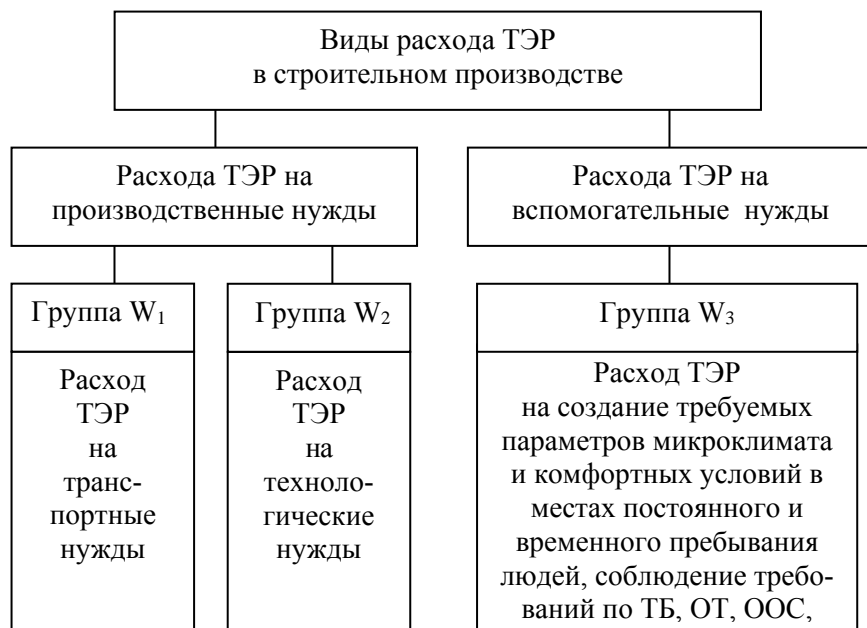 Виды расхода ТЭР
в строительном производстве
Расхода ТЭР на
производственные нужды
Расхода ТЭР на
вспомогательные нужды
Группа W₁
Группа W₂
Группа W₃
Расход
ТЭР
на
транс-
портные
нужды
Расход
ТЭР
на
техноло-
гические
нужды
Расход ТЭР
на создание требуемых
параметров микроклимата
и комфортных условий в
местах постоянного и
временного пребывания
людей, соблюдение требо-
ваний по ТБ, ОТ, ООС,